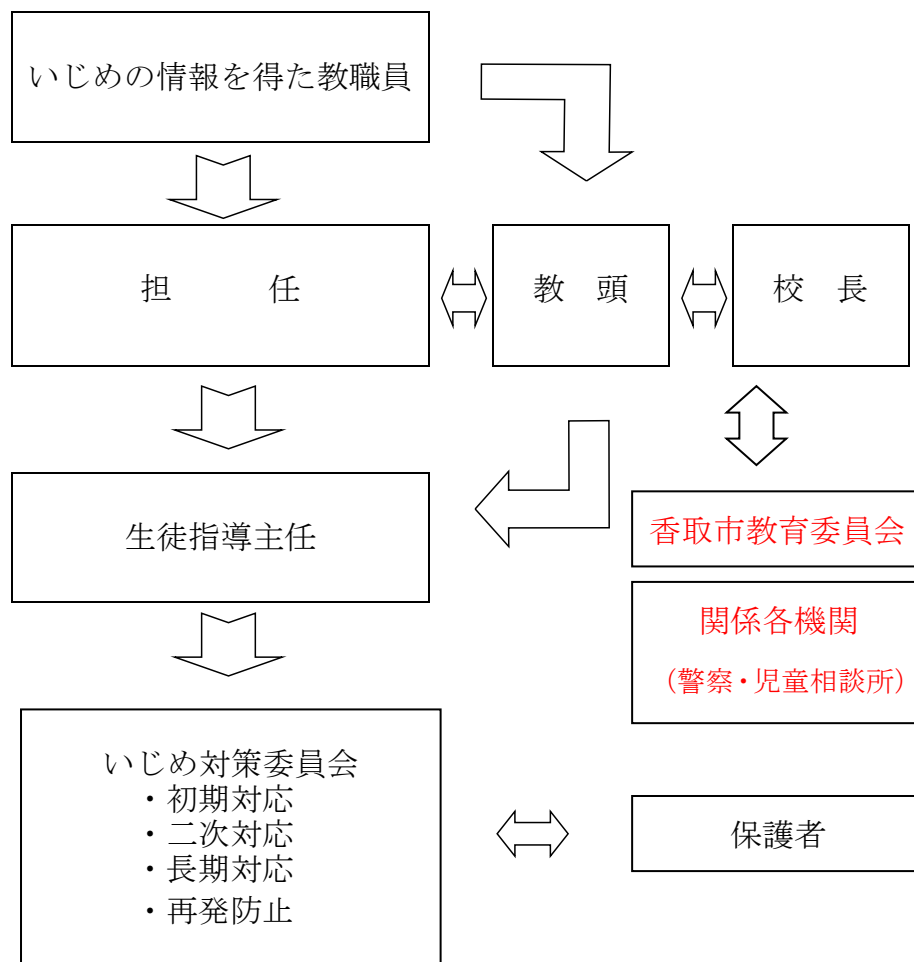 いじめの情報を得た教職員
担　　　任
教　頭
校　長
生徒指導主任
香取市教育委員会
関係各機関
（警察・児童相談所）
いじめ対策委員会
・初期対応
・二次対応
・長期対応
・再発防止
保護者